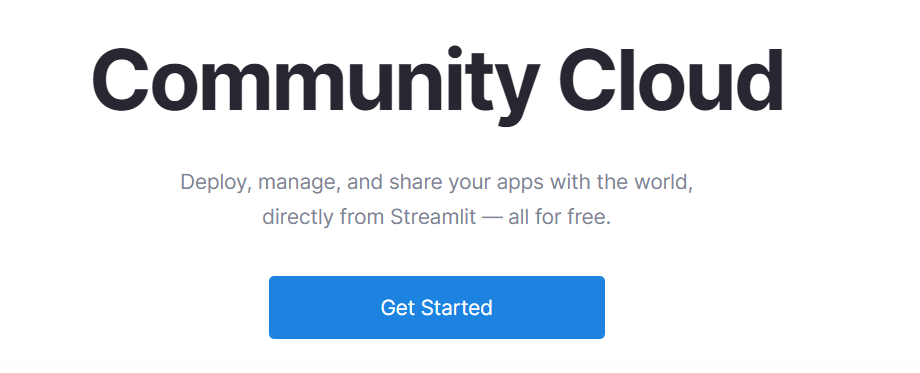 Community Cloud
Deploy, manage, and share your apps with the world,
directly from Streamlit — all for free.
Get Started